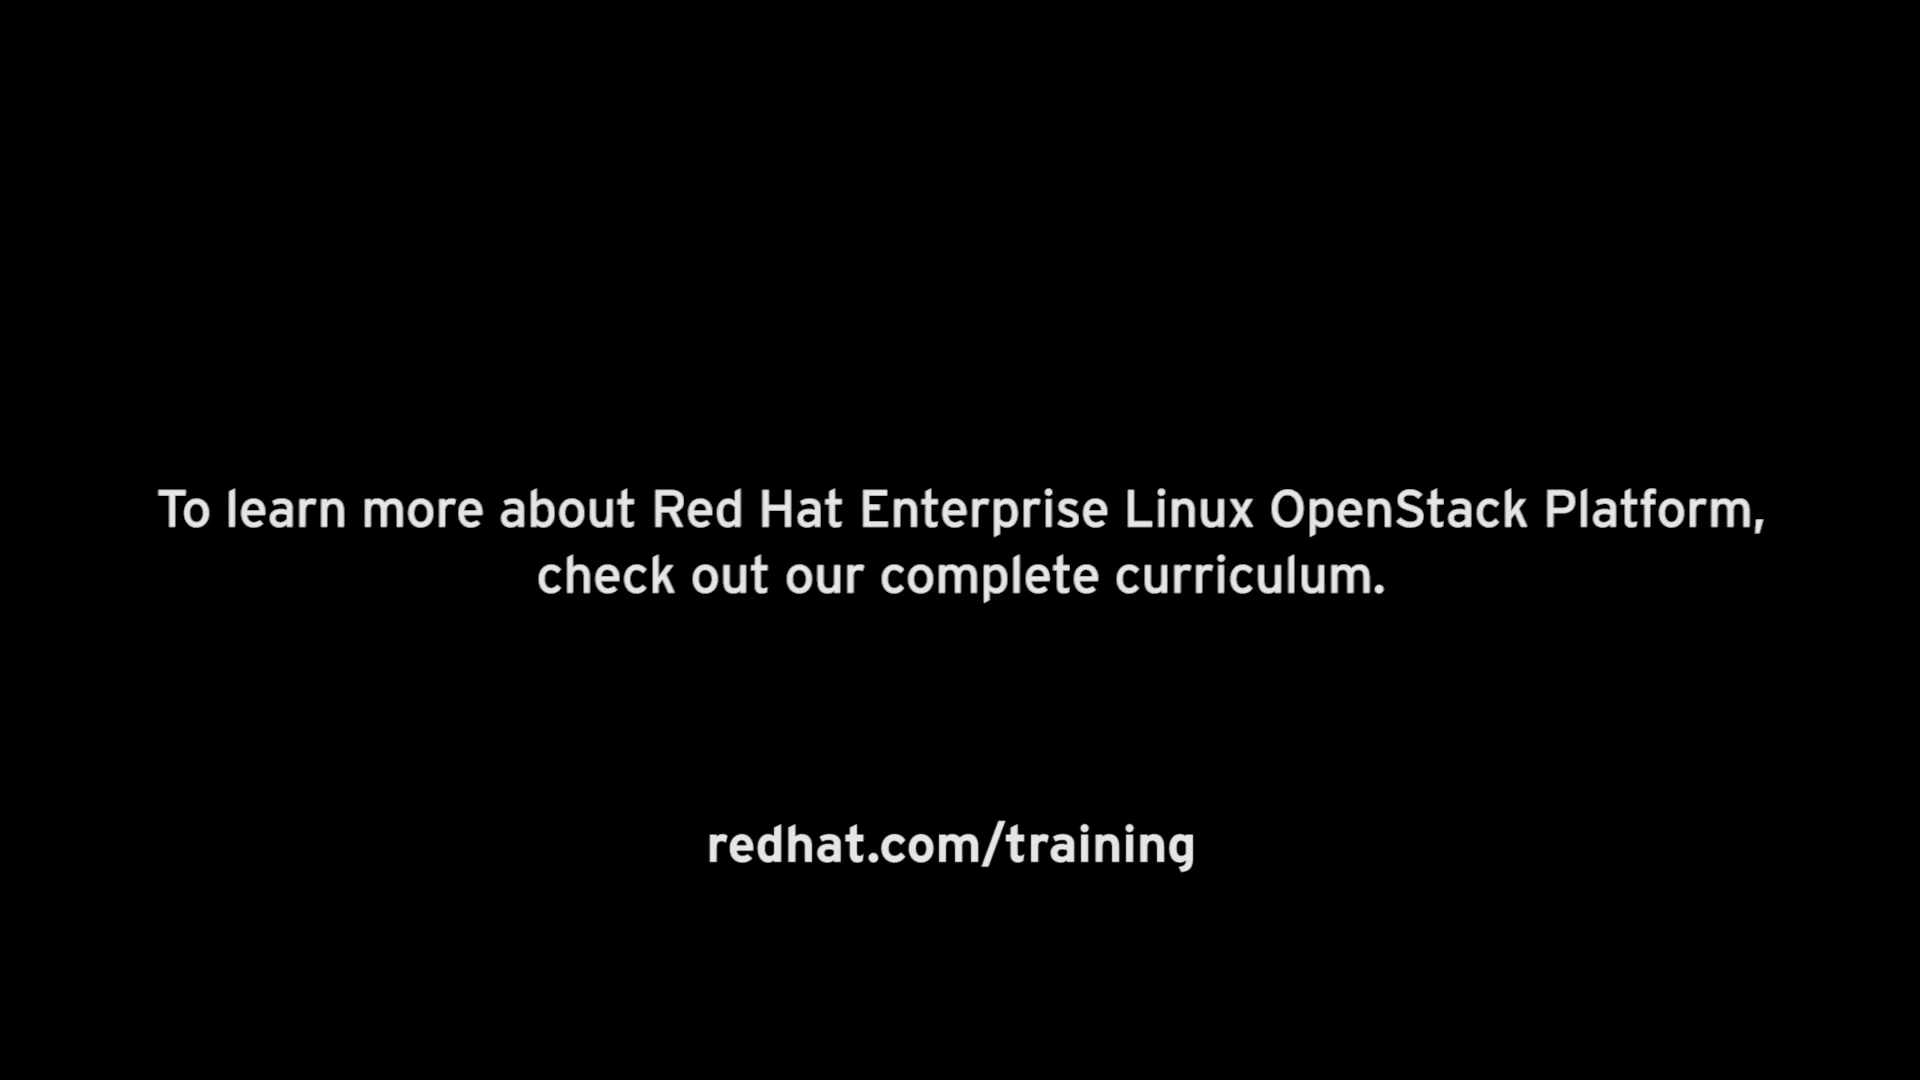 To learn more about Red Hat Enterprise Linux OpenStack Platform,
check out our complete curriculum.
redhat.com/training